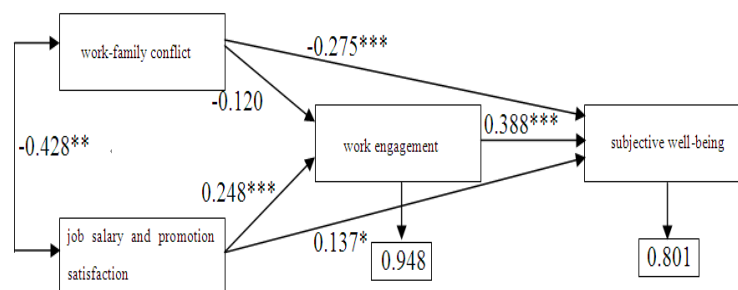 work-family conflict
-0.275***
-0.120
-0.428**
work engagement
0.388***
subjective well-being
0.248***
job salary and promotion
satisfaction
0.137*
0.948
0.801